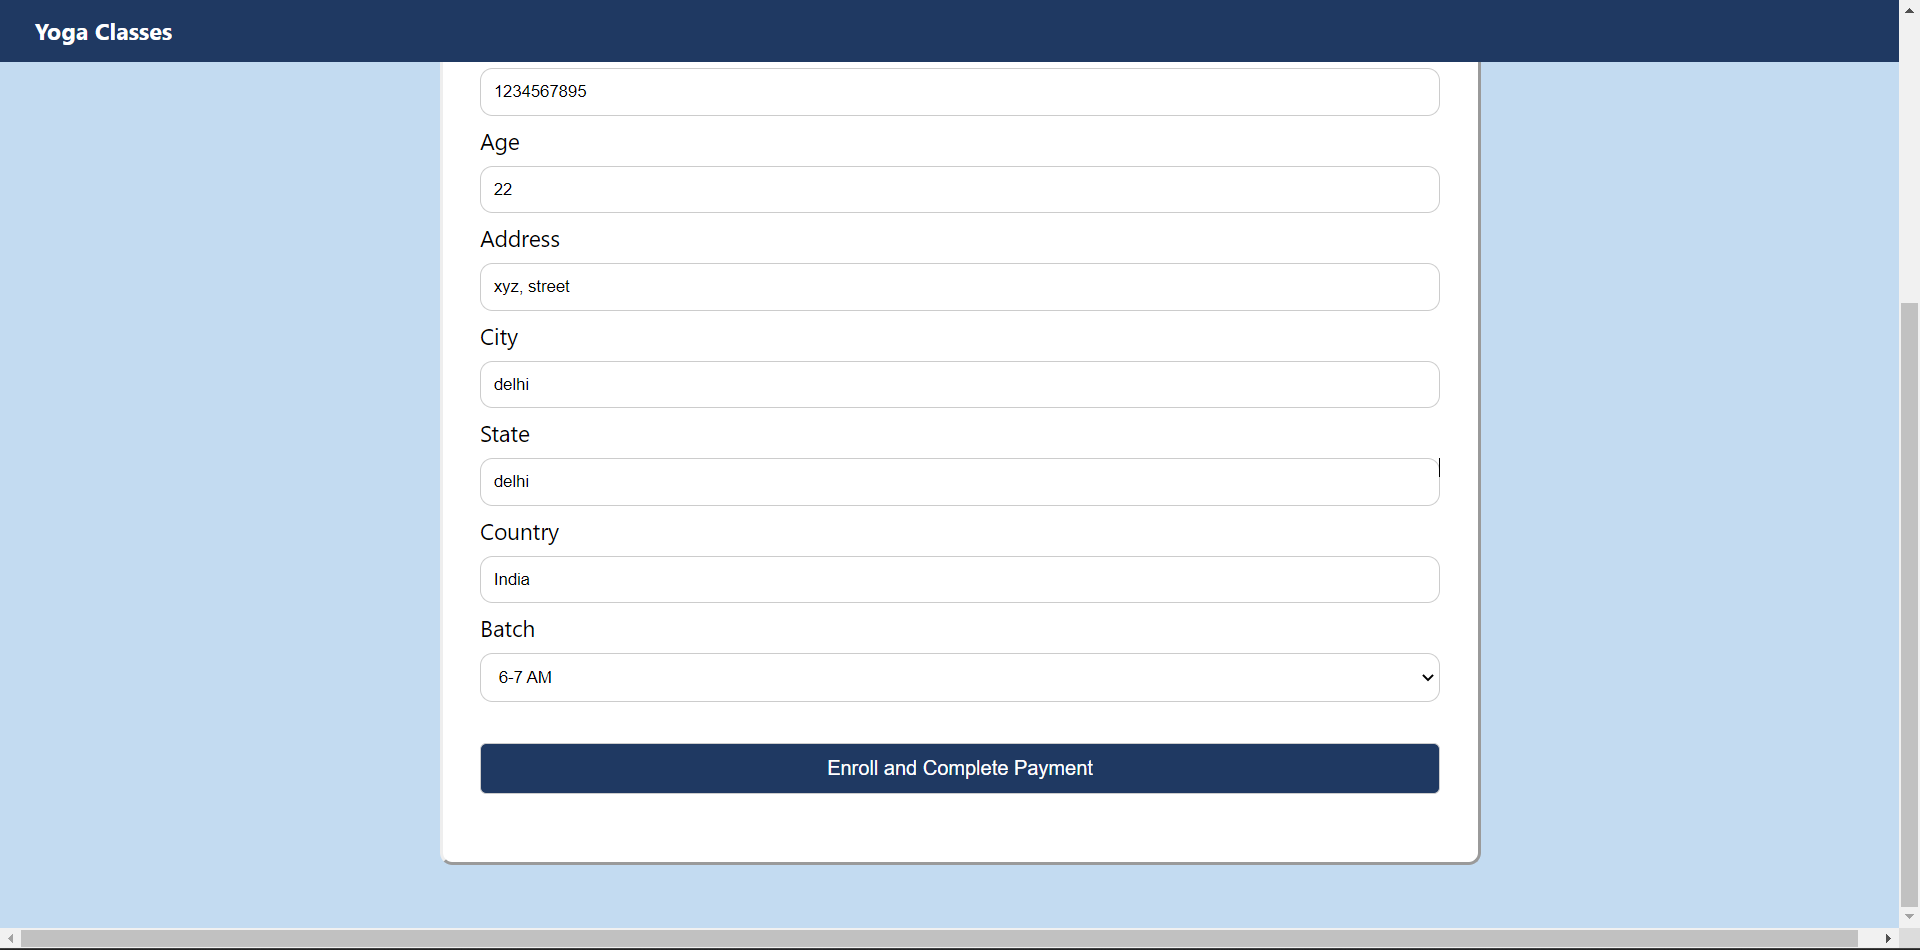 Yoga Classes
1234567895
Age
22
Address
xyz, street
City
delhi
State
delhi
Country
India
Batch
6-7 AM
Enroll and Complete Payment